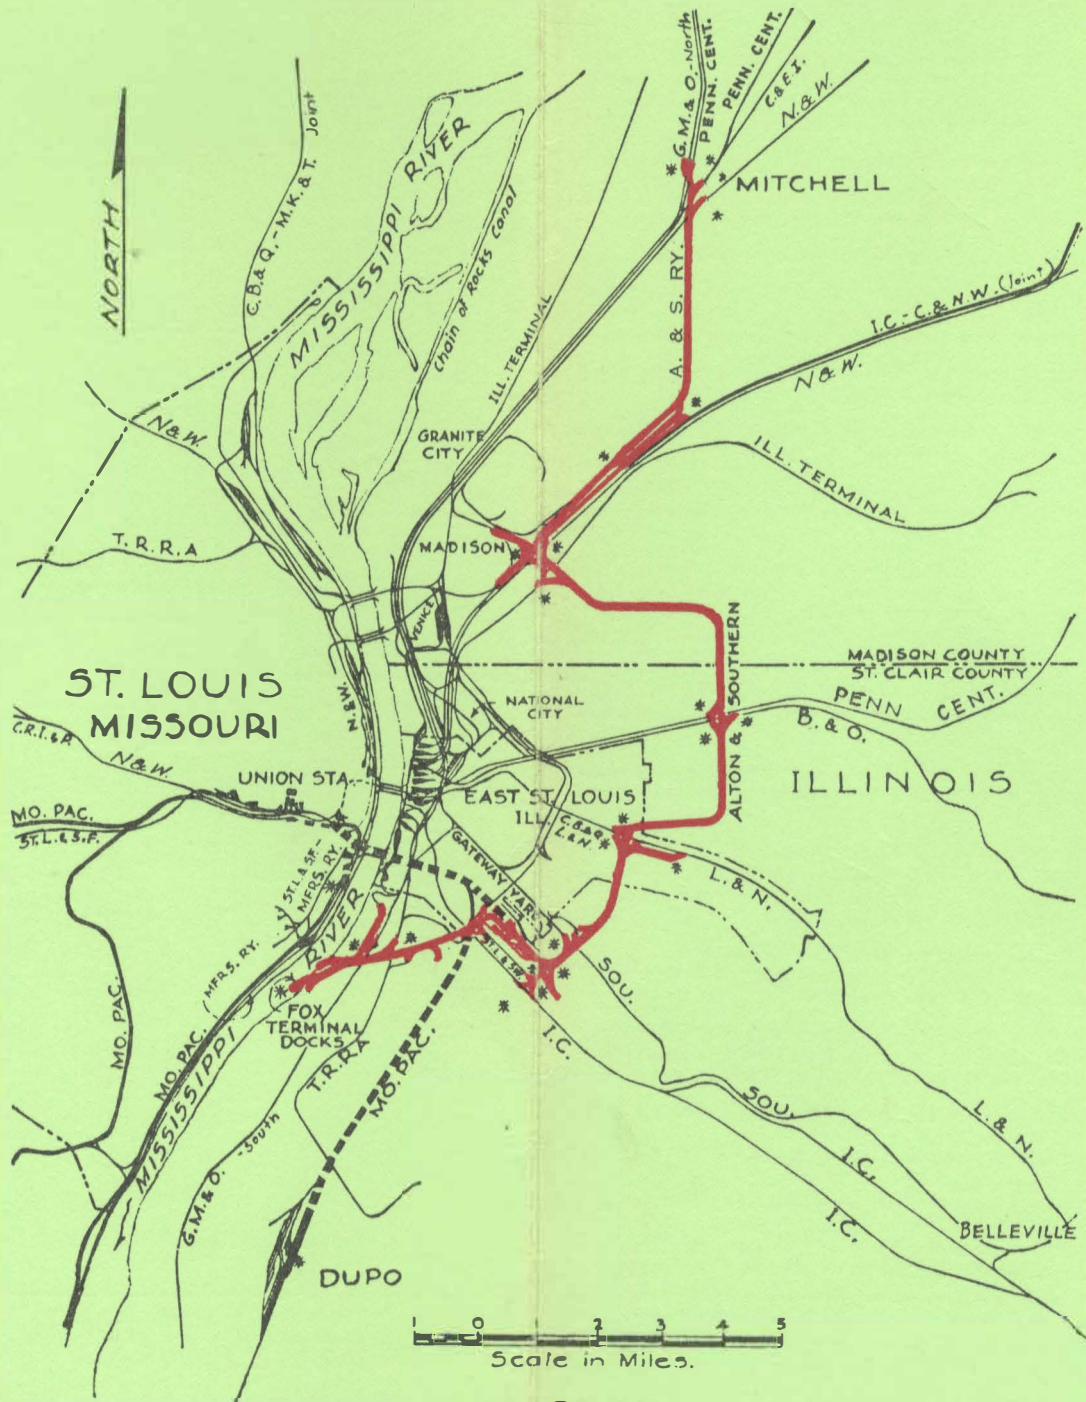 G.M.& O.-North
PENN. CENT.
PENN. CENT.
C.& E.I.
N.& W.
MITCHELL
NORTH
C.B.& Q.-M.K.& T. Joint
MISSISSIPPI RIVER
Chain of Rocks Canal
ILL. TERMINAL
A. & S. RY.
I.C.-C.& N.W. (Joint)
N & W.
N & W.
GRANITE
CITY
ILL. TERMINAL
T.R.R.A
MADISON
VENICE
ALTON & SOUTHERN
MADISON COUNTY
ST. CLAIR COUNTY
ST. LOUIS
MISSOURI
N.& W.
NATIONAL
CITY
PENN CENT.
B.& O.
C.R.I.& P.
N & W.
UNION STA.
EAST ST. LOUIS
ILL.
ILLINOIS
MO. PAC.
ST.L.& S.F.
C.B.& Q.
L.& N.
GATEWAY YARD
L.& N.
ST.L.& SF.-
MFRS. RY.
RIVER
MFRS. RY.
ST.L.& SW.
SOU.
FOX
TERMINAL
DOCKS
I.C.
MO. PAC.
MO. PAC.
MISSISSIPPI
T.R.RA
MO. PAC.
SOU.
L.& N.
I.C.
I.C.
G.M.& O. -South
BELLEVILLE
DUPO
1 0 1 2 3 4 5
Scale in Miles.